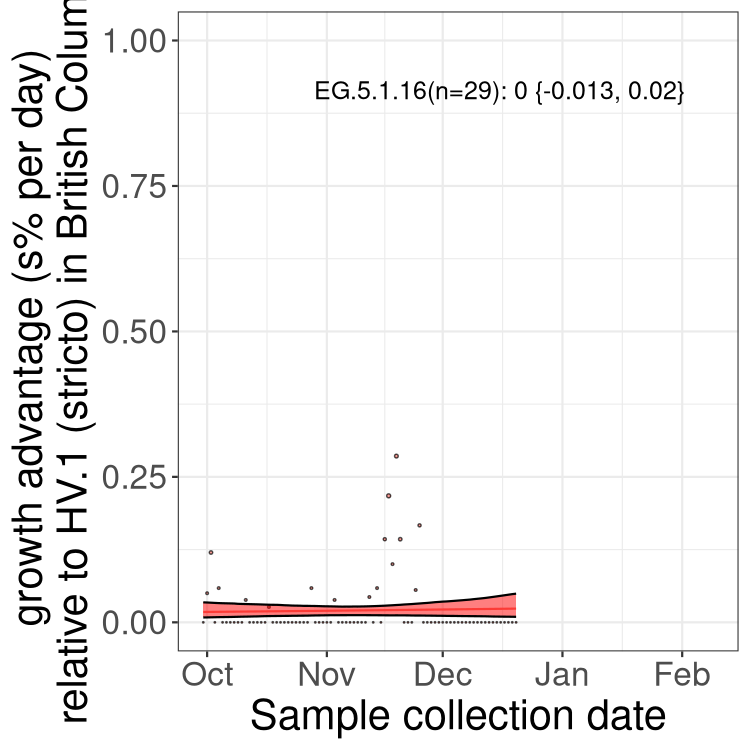 growth advantage (s% per day)
relative to HV.1 (stricto) in British Colum
1.00
0.75
0.50
0.25
0.00
EG.5.1.16(n=29): 0 {-0.013, 0.02}
Oct Nov Dec Jan Feb
Sample collection date